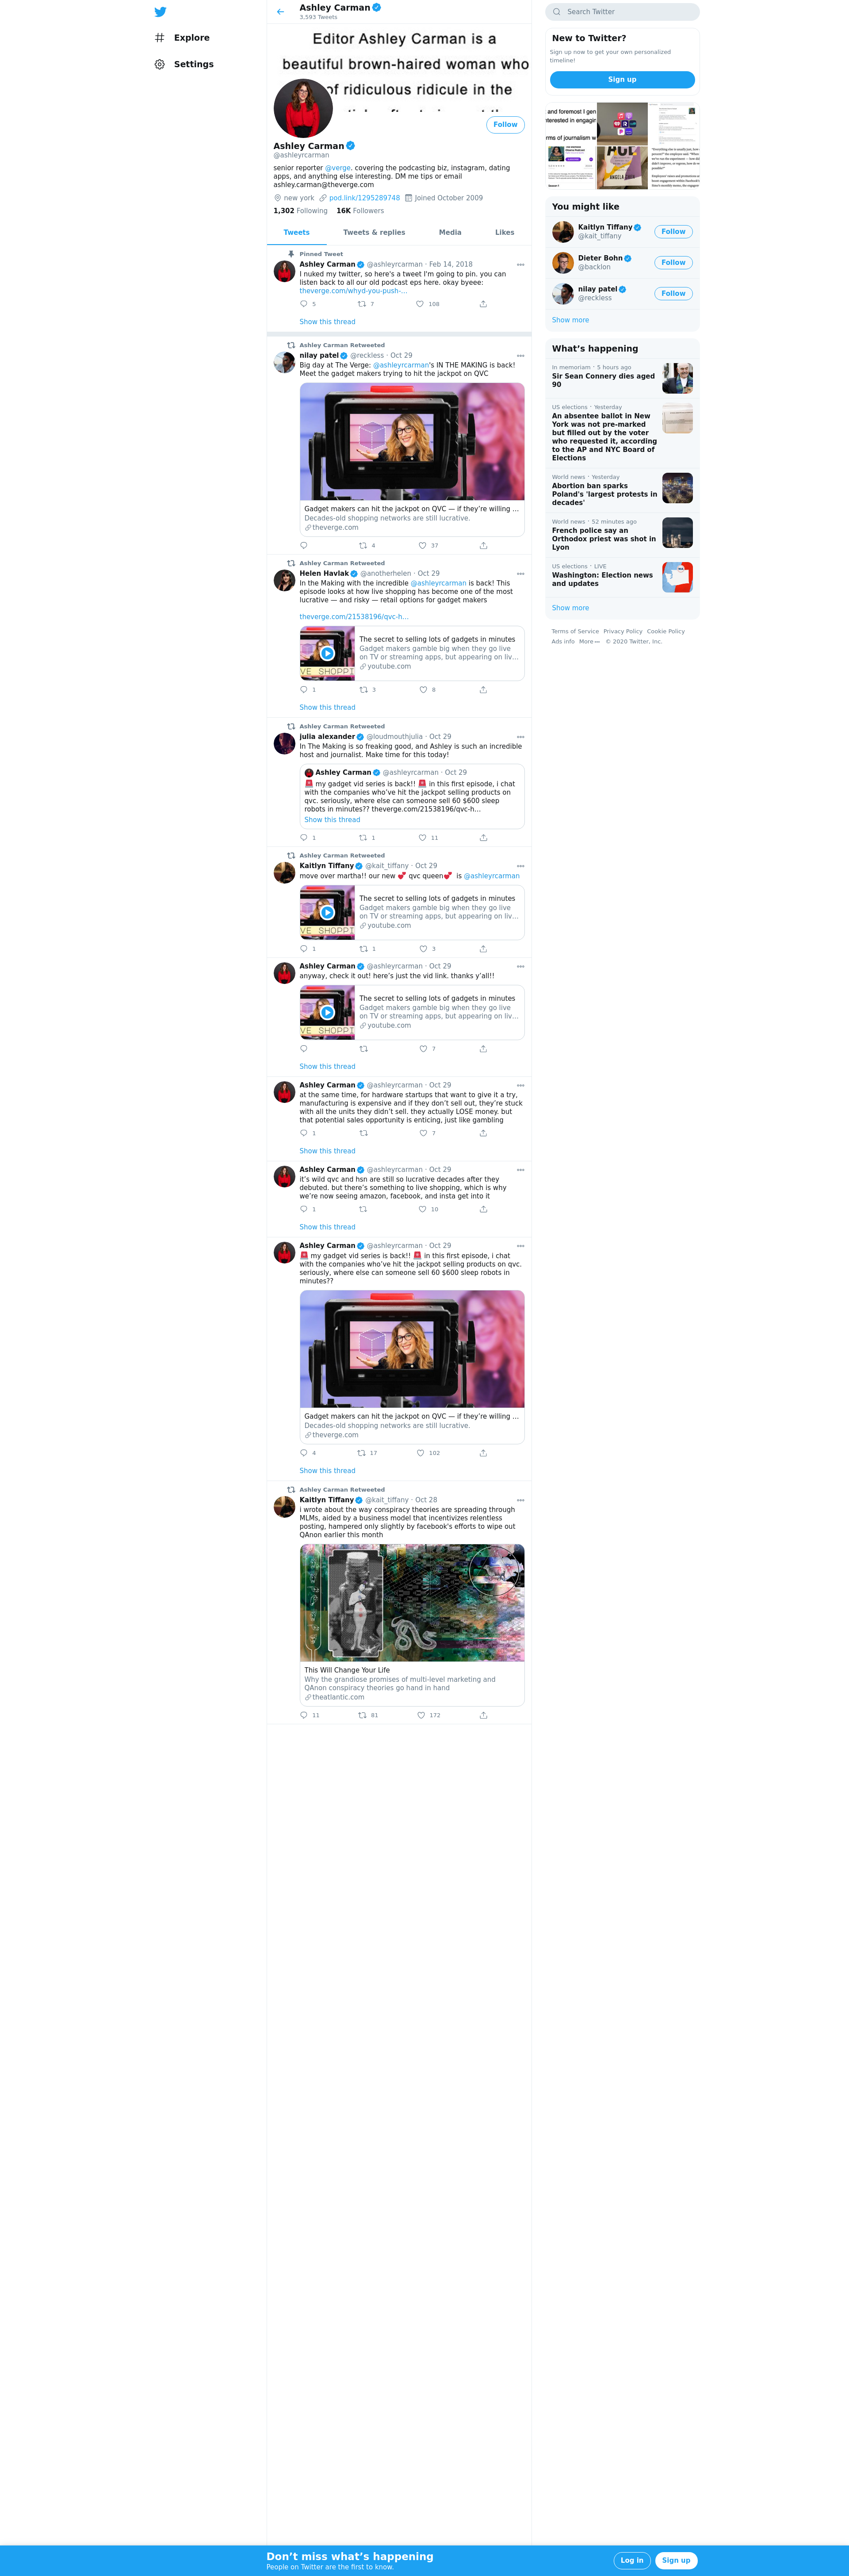 Explore
Settings
Ashley Carman
3,593 Tweets
Editor Ashley Carman is a
beautiful brown-haired woman who
of ridiculous ridicule in the
Follow
Ashley Carman
@ashleyrcarman
senior reporter @verge. covering the podcasting biz, instagram, dating
apps, and anything else interesting. DM me tips or email
ashley.carman@theverge.com
new york pod.link/1295289748 Joined October 2009
1,302 Following 16K Followers
Tweets Tweets & replies Media Likes
Pinned Tweet
Ashley Carman @ashleyrcarman · Feb 14, 2018
I nuked my twitter, so here's a tweet I'm going to pin. you can
listen back to all our old podcast eps here. okay byeee:
theverge.com/whyd-you-push-…
5 7 108
Show this thread
Ashley Carman Retweeted
nilay patel @reckless · Oct 29
Big day at The Verge: @ashleyrcarman's IN THE MAKING is back!
Meet the gadget makers trying to hit the jackpot on QVC
Gadget makers can hit the jackpot on QVC — if they're willing …
Decades-old shopping networks are still lucrative.
theverge.com
4 37
Ashley Carman Retweeted
Helen Havlak @anotherhelen · Oct 29
In the Making with the incredible @ashleyrcarman is back! This
episode looks at how live shopping has become one of the most
lucrative — and risky — retail options for gadget makers
theverge.com/21538196/qvc-h…
VE SHOPPI
The secret to selling lots of gadgets in minutes
Gadget makers gamble big when they go live
on TV or streaming apps, but appearing on liv…
youtube.com
1 3 8
Show this thread
Ashley Carman Retweeted
julia alexander @loudmouthjulia · Oct 29
In The Making is so freaking good, and Ashley is such an incredible
host and journalist. Make time for this today!
Ashley Carman @ashleyrcarman · Oct 29
🚨 my gadget vid series is back!! 🚨 in this first episode, i chat
with the companies who've hit the jackpot selling products on
qvc. seriously, where else can someone sell 60 $600 sleep
robots in minutes?? theverge.com/21538196/qvc-h…
Show this thread
1 1 11
Ashley Carman Retweeted
Kaitlyn Tiffany @kait_tiffany · Oct 29
move over martha!! our new 💞 qvc queen💞 is @ashleyrcarman
VE SHOPPI
The secret to selling lots of gadgets in minutes
Gadget makers gamble big when they go live
on TV or streaming apps, but appearing on liv…
youtube.com
1 1 3
Ashley Carman @ashleyrcarman · Oct 29
anyway, check it out! here's just the vid link. thanks y'all!!
VE SHOPPI
The secret to selling lots of gadgets in minutes
Gadget makers gamble big when they go live
on TV or streaming apps, but appearing on liv…
youtube.com
7
Show this thread
Ashley Carman @ashleyrcarman · Oct 29
at the same time, for hardware startups that want to give it a try,
manufacturing is expensive and if they don't sell out, they're stuck
with all the units they didn't sell. they actually LOSE money. but
that potential sales opportunity is enticing, just like gambling
1 7
Show this thread
Ashley Carman @ashleyrcarman · Oct 29
it's wild qvc and hsn are still so lucrative decades after they
debuted. but there's something to live shopping, which is why
we're now seeing amazon, facebook, and insta get into it
1 10
Show this thread
Ashley Carman @ashleyrcarman · Oct 29
🚨 my gadget vid series is back!! 🚨 in this first episode, i chat
with the companies who've hit the jackpot selling products on qvc.
seriously, where else can someone sell 60 $600 sleep robots in
minutes??
Gadget makers can hit the jackpot on QVC — if they're willing …
Decades-old shopping networks are still lucrative.
theverge.com
4 17 102
Show this thread
Ashley Carman Retweeted
Kaitlyn Tiffany @kait_tiffany · Oct 28
i wrote about the way conspiracy theories are spreading through
MLMs, aided by a business model that incentivizes relentless
posting, hampered only slightly by facebook's efforts to wipe out
QAnon earlier this month
This Will Change Your Life
Why the grandiose promises of multi-level marketing and
QAnon conspiracy theories go hand in hand
theatlantic.com
11 81 172
Search Twitter
New to Twitter?
Sign up now to get your own personalized
timeline!
Sign up
and foremost I gen
nterested in engagin
rms of journalism w
ANGELA CHEN
You might like
Kaitlyn Tiffany
@kait_tiffany
Follow
Dieter Bohn
@backlon
Follow
nilay patel
@reckless
Follow
Show more
What's happening
In memoriam · 5 hours ago
Sir Sean Connery dies aged
90
US elections · Yesterday
An absentee ballot in New
York was not pre-marked
but filled out by the voter
who requested it, according
to the AP and NYC Board of
Elections
World news · Yesterday
Abortion ban sparks
Poland's 'largest protests in
decades'
World news · 52 minutes ago
French police say an
Orthodox priest was shot in
Lyon
US elections · LIVE
Washington: Election news
and updates
Show more
Terms of Service Privacy Policy Cookie Policy
Ads info More © 2020 Twitter, Inc.
Don't miss what's happening
People on Twitter are the first to know.
Log in
Sign up